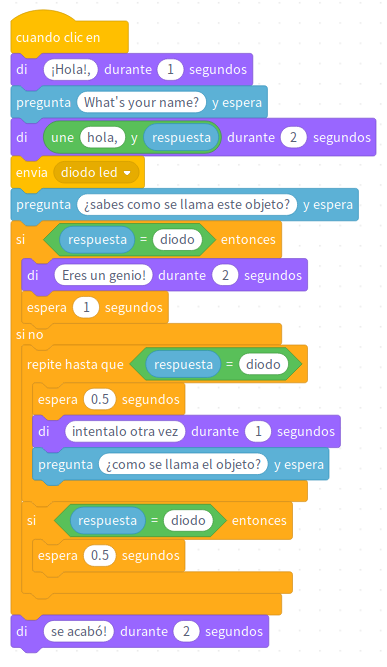 cuando clic en
di ¡Hola!, durante 1 segundos
pregunta What's your name? y espera
di une hola, y respuesta durante 2 segundos
envía diodo led
pregunta ¿sabes como se llama este objeto? y espera
si respuesta = diodo entonces
di Eres un genio! durante 2 segundos
espera 1 segundos
si no
repite hasta que respuesta = diodo
espera 0.5 segundos
di intentalo otra vez durante 1 segundos
pregunta ¿como se llama el objeto? y espera
si respuesta = diodo entonces
espera 0.5 segundos
di se acabó! durante 2 segundos